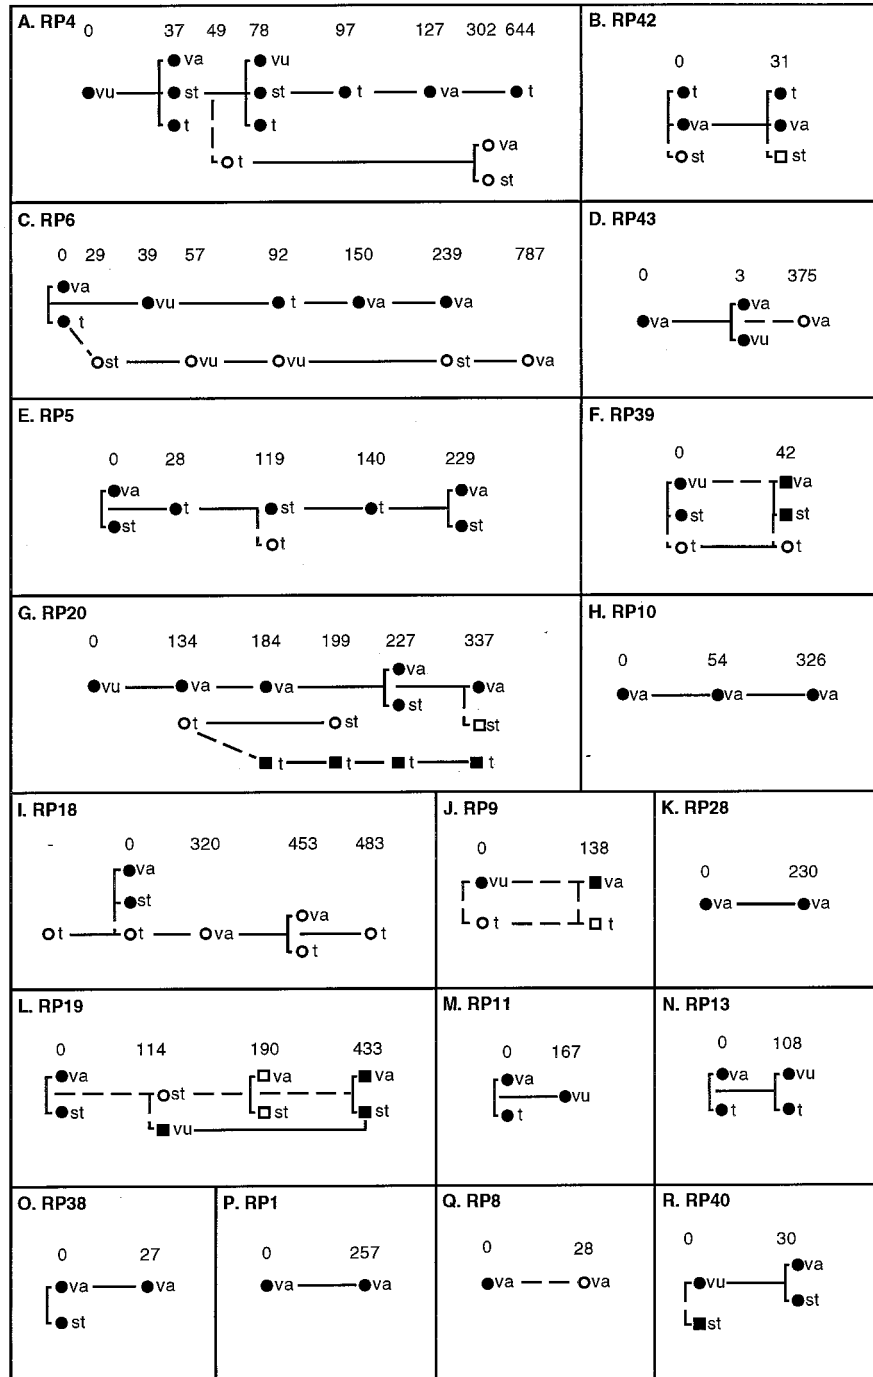 A. RP4
0 37 49 78 97 127 302 644
va vu
vu st st t va t
t t
t va
st
B. RP42
0 31
t t
va va
st st
C. RP6
0 29 39 57 92 150 239 787
va
vu t va va
t
st vu vu st va
D. RP43
0 3 375
va
va va
vu
E. RP5
0 28 119 140 229
va va
t st t
st st
t
F. RP39
0 42
vu va
st st
t t
G. RP20
0 134 184 199 227 337
va
vu va va va
st
t st st
t t t t
H. RP10
0 54 326
va va va
I. RP18
- 0 320 453 483
va
st
va
t t va t
t
J. RP9
0 138
vu va
t t
K. RP28
0 230
va va
L. RP19
0 114 190 433
va va va
st
st st st
vu
M. RP11
0 167
va
vu
t
N. RP13
0 108
va vu
t t
O. RP38
0 27
va va
st
P. RP1
0 257
va va
Q. RP8
0 28
va va
R. RP40
0 30
va
vu
st
st